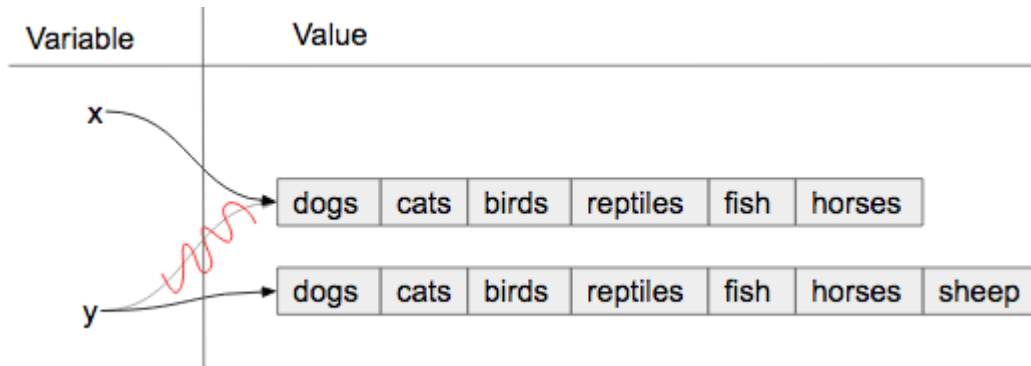 Variable Value
x
dogs cats birds reptiles fish horses
y dogs cats birds reptiles fish horses sheep